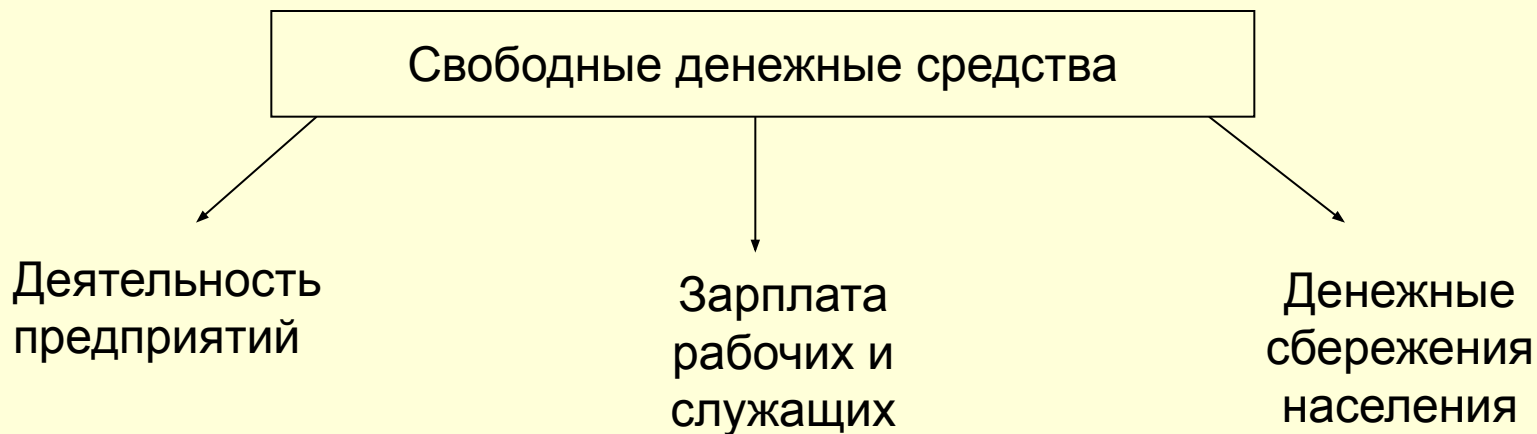 Свободные денежные средства
Деятельность
предприятий
Зарплата
рабочих и
служащих
Денежные
сбережения
населения